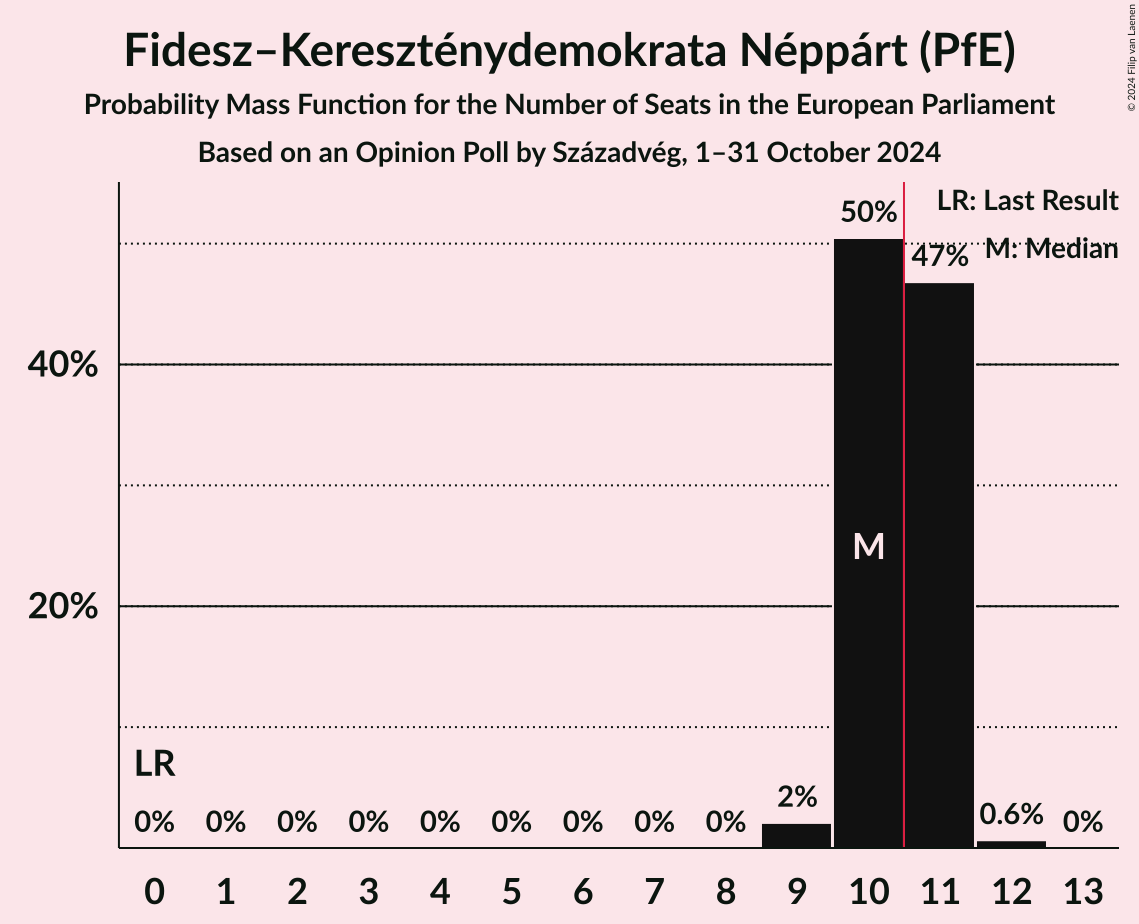 Fidesz–Kereszténydemokrata Néppárt (PfE)
Probability Mass Function for the Number of Seats in the European Parliament
Based on an Opinion Poll by Századvég, 1–31 October 2024
© 2024 Filip van Laenen
LR: Last Result
M: Median
50%
47%
40%
M
20%
LR
0% 0% 0% 0% 0% 0% 0% 0% 0% 2% 0.6% 0%
0 1 2 3 4 5 6 7 8 9 10 11 12 13